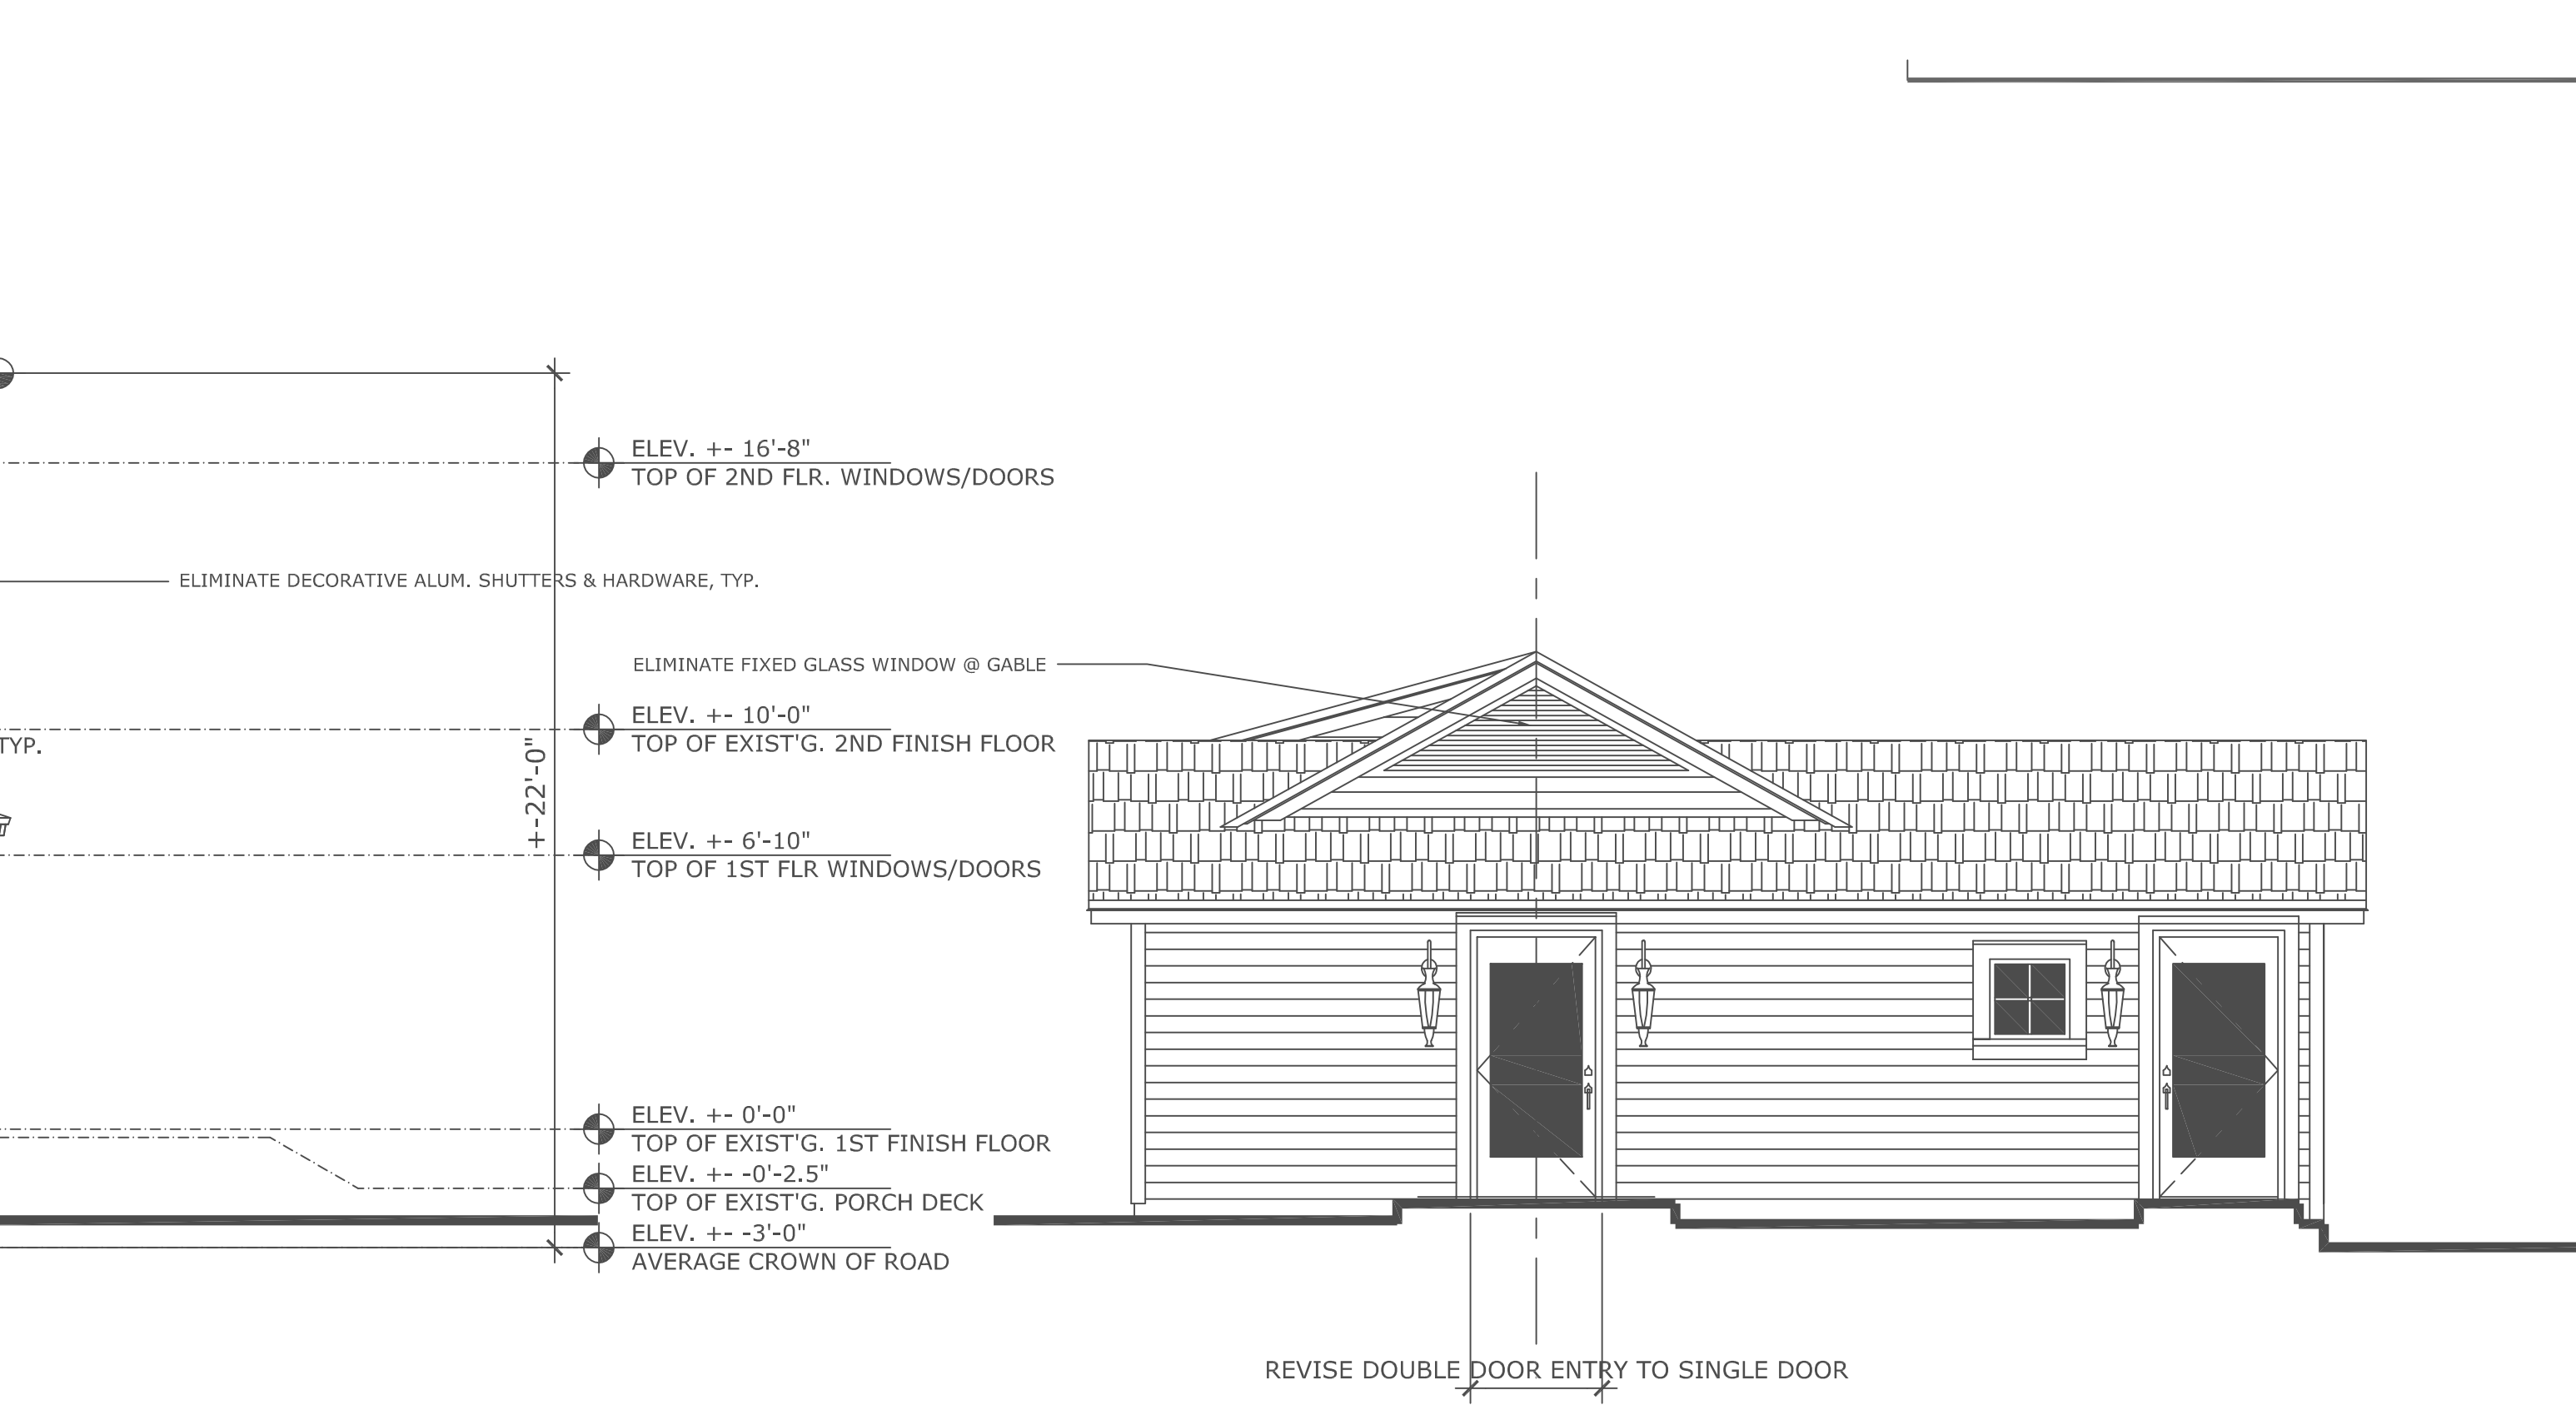 ELEV. +- 16'-8"
TOP OF 2ND FLR. WINDOWS/DOORS
ELIMINATE DECORATIVE ALUM. SHUTTERS & HARDWARE, TYP.
ELIMINATE FIXED GLASS WINDOW @ GABLE
ELEV. +- 10'-0"
TOP OF EXIST'G. 2ND FINISH FLOOR
TYP.
+-22'-0"
ELEV. +- 6'-10"
TOP OF 1ST FLR WINDOWS/DOORS
ELEV. +- 0'-0"
TOP OF EXIST'G. 1ST FINISH FLOOR
ELEV. +- -0'-2.5"
TOP OF EXIST'G. PORCH DECK
ELEV. +- -3'-0"
AVERAGE CROWN OF ROAD
REVISE DOUBLE DOOR ENTRY TO SINGLE DOOR